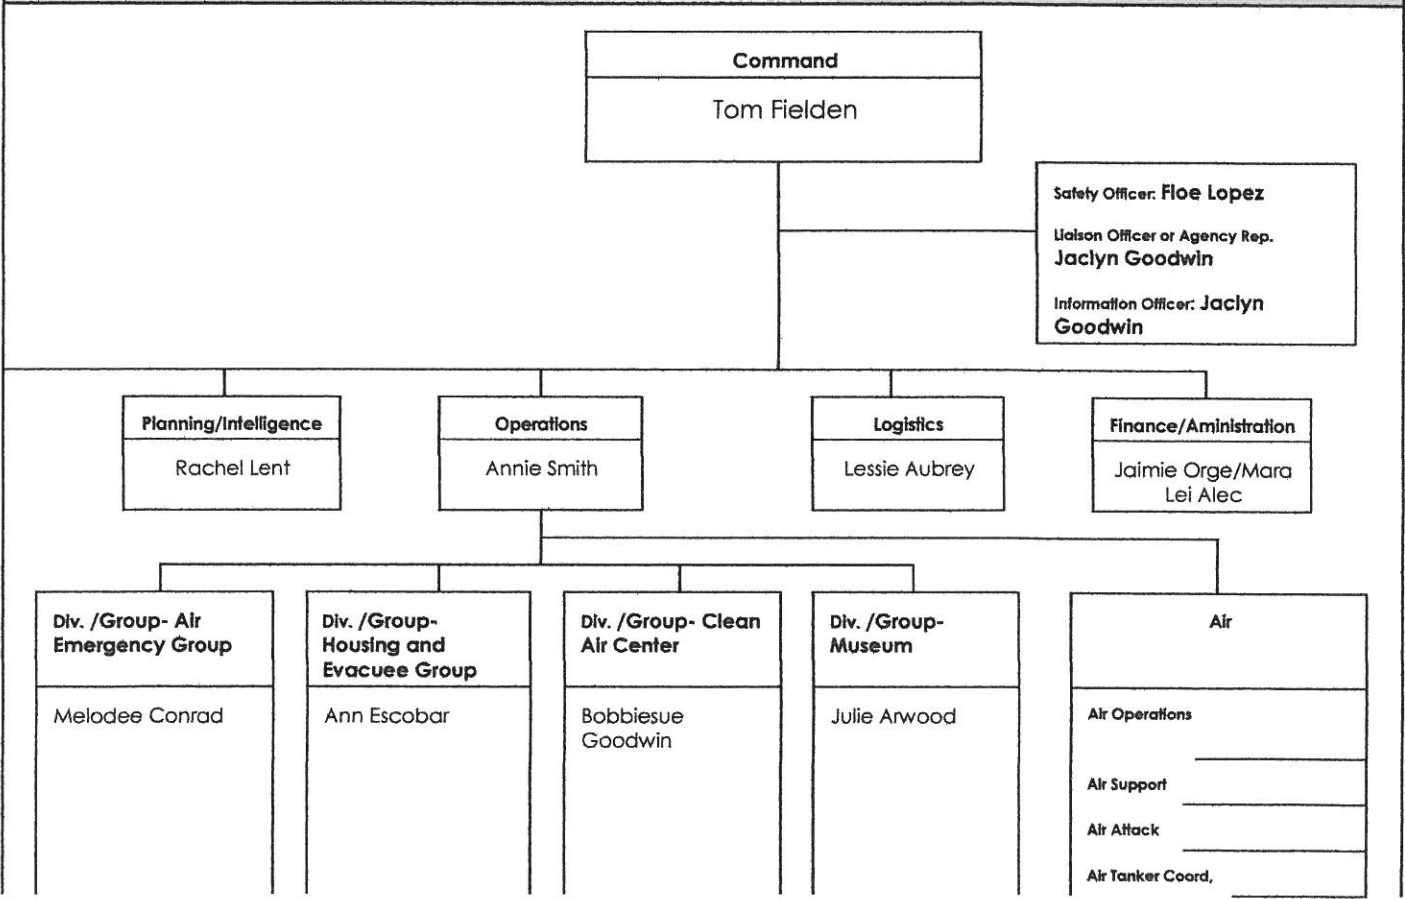 Command
Tom Fielden
Safety Officer: Floe Lopez
Liaison Officer or Agency Rep.
Jaclyn Goodwin
Information Officer: Jaclyn
Goodwin
Planning/Intelligence
Rachel Lent
Operations
Annie Smith
Logistics
Lessie Aubrey
Finance/Aministration
Jaimie Orge/Mara
Lei Alec
Div. /Group- Air
Emergency Group
Melodee Conrad
Div. /Group-
Housing and
Evacuee Group
Ann Escobar
Div. /Group- Clean
Air Center
Bobbiesue
Goodwin
Div. /Group-
Museum
Julie Arwood
Air
Air Operations
Air Support
Air Attack
Air Tanker Coord,